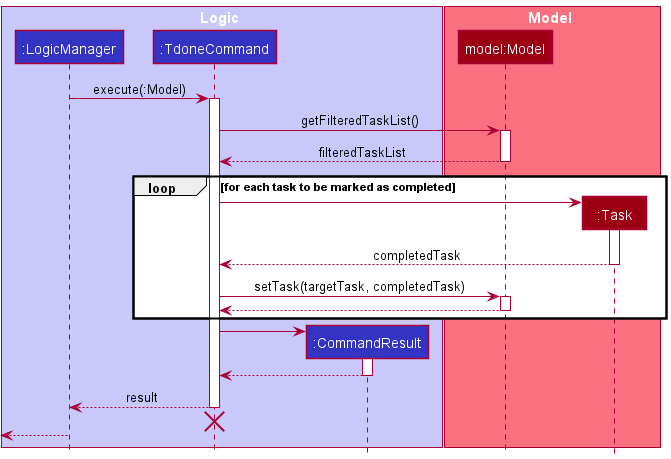 Logic
Model
:LogicManager
:TdoneCommand
model:Model
execute(:Model)
getFilteredTaskList()
filteredTaskList
loop
[for each task to be marked as completed]
:Task
completedTask
setTask(targetTask, completedTask)
:CommandResult
result